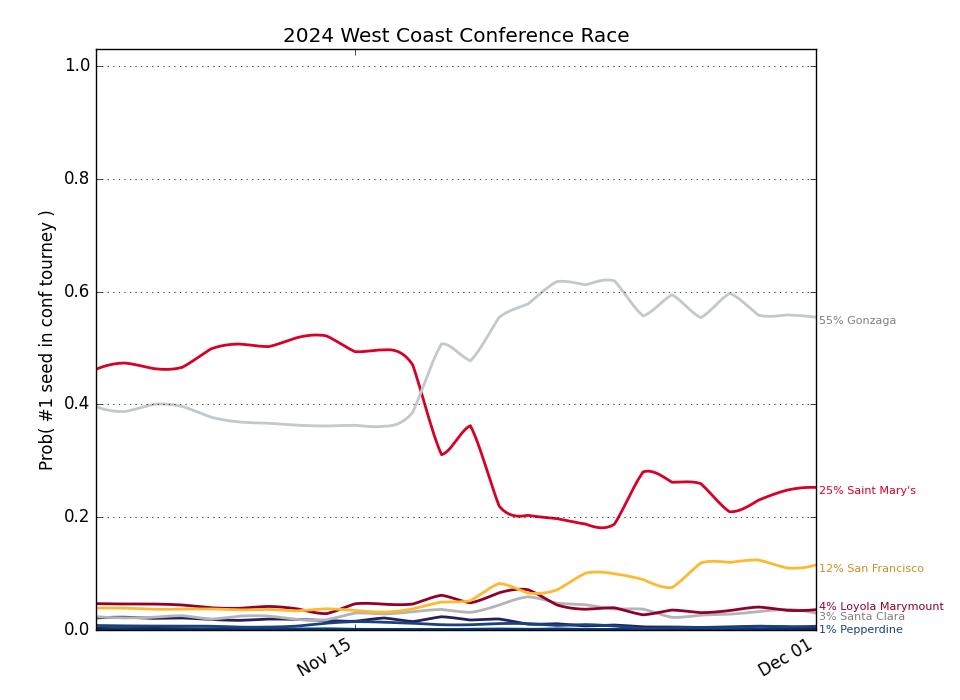 2024 West Coast Conference Race
Prob( #1 seed in conf tourney )
1.0
0.8
0.6
0.4
0.2
0.0
Nov 15
Dec 01
55% Gonzaga
25% Saint Mary's
12% San Francisco
4% Loyola Marymount
3% Santa Clara
1% Pepperdine